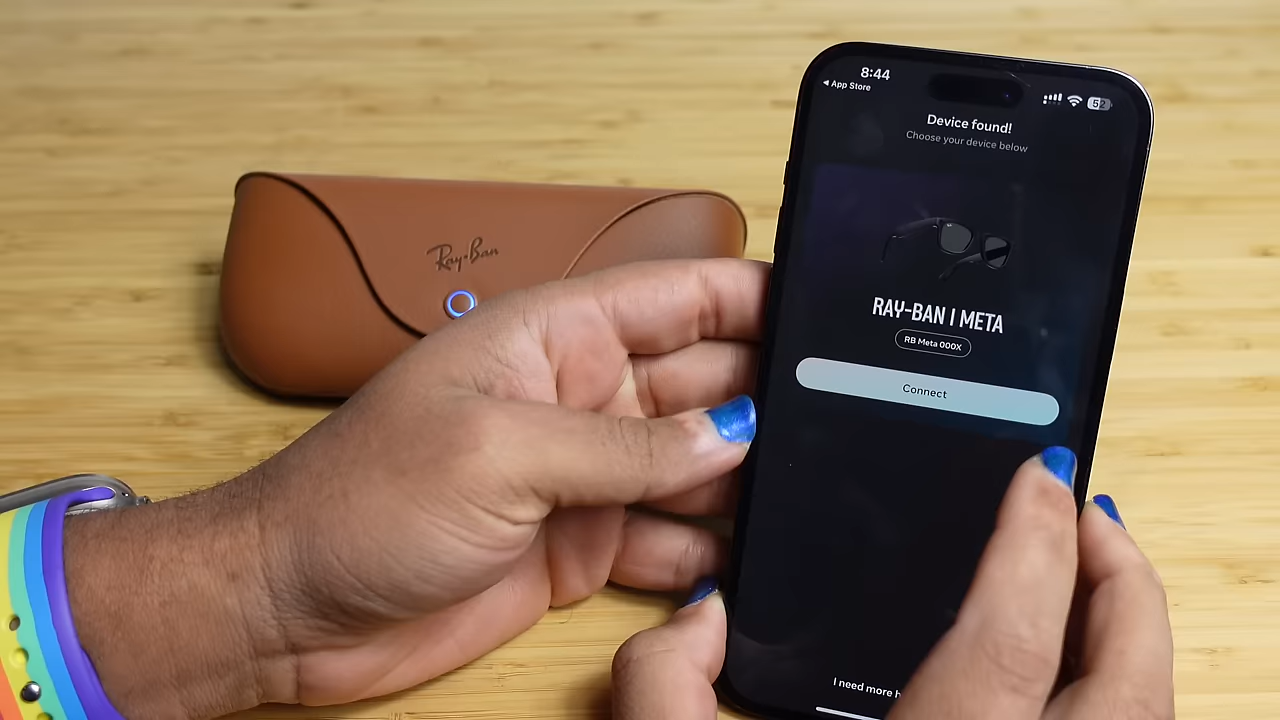 8:44
App Store
52
Device found!
Choose your device below
RAY-BAN | META
RB Meta 000X
Connect
I need more
Ray-Ban